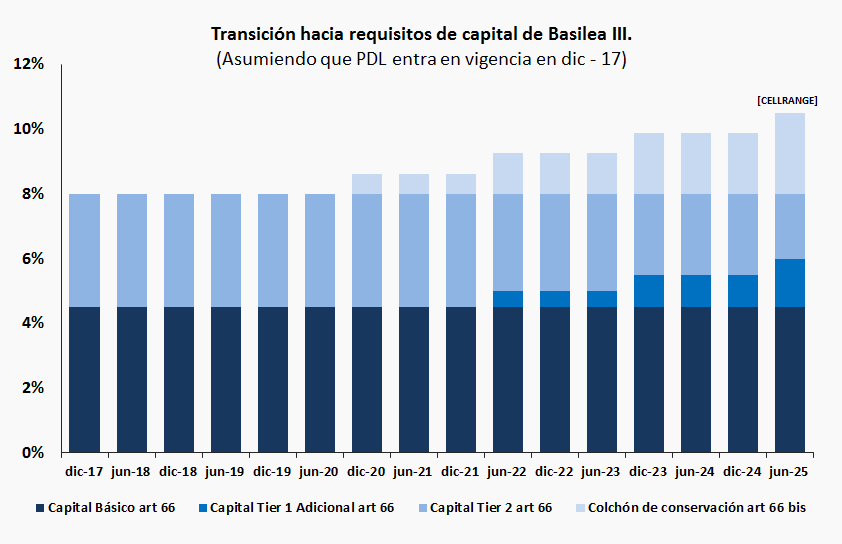 Transición hacia requisitos de capital de Basilea III.
(Asumiendo que PDL entra en vigencia en dic - 17)
12%
[CELLRANGE]
10%
8%
6%
4%
2%
0%
dic-17 jun-18 dic-18 jun-19 dic-19 jun-20 dic-20 jun-21 dic-21 jun-22 dic-22 jun-23 dic-23 jun-24 dic-24 jun-25
Capital Básico art 66 Capital Tier 1 Adicional art 66 Capital Tier 2 art 66 Colchón de conservación art 66 bis